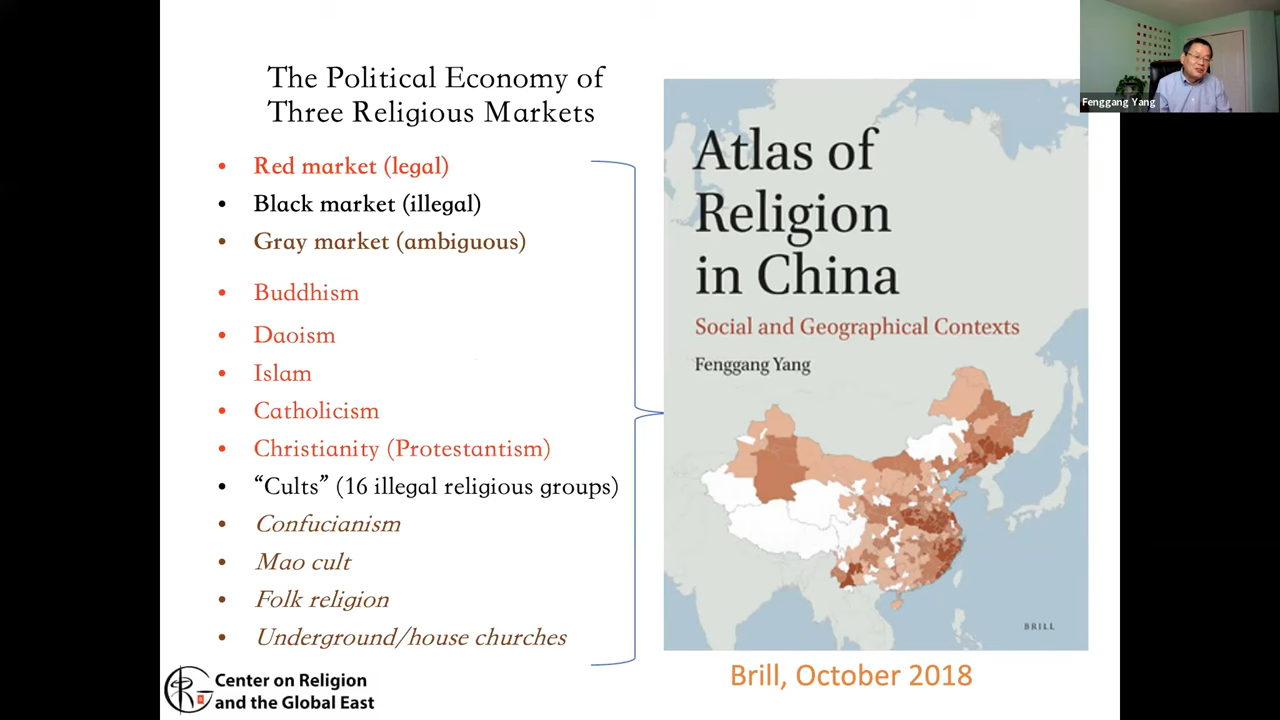 The Political Economy of
Three Religious Markets
• Red market (legal)
• Black market (illegal)
• Gray market (ambiguous)
• Buddhism
• Daoism
• Islam
• Catholicism
• Christianity (Protestantism)
• “Cults” (16 illegal religious groups)
• Confucianism
• Mao cult
• Folk religion
• Underground/house churches
Center on Religion
and the Global East
Atlas of
Religion
in China
Social and Geographical Contexts
Fenggang Yang
BRILL
Brill, October 2018
Fenggang Yang